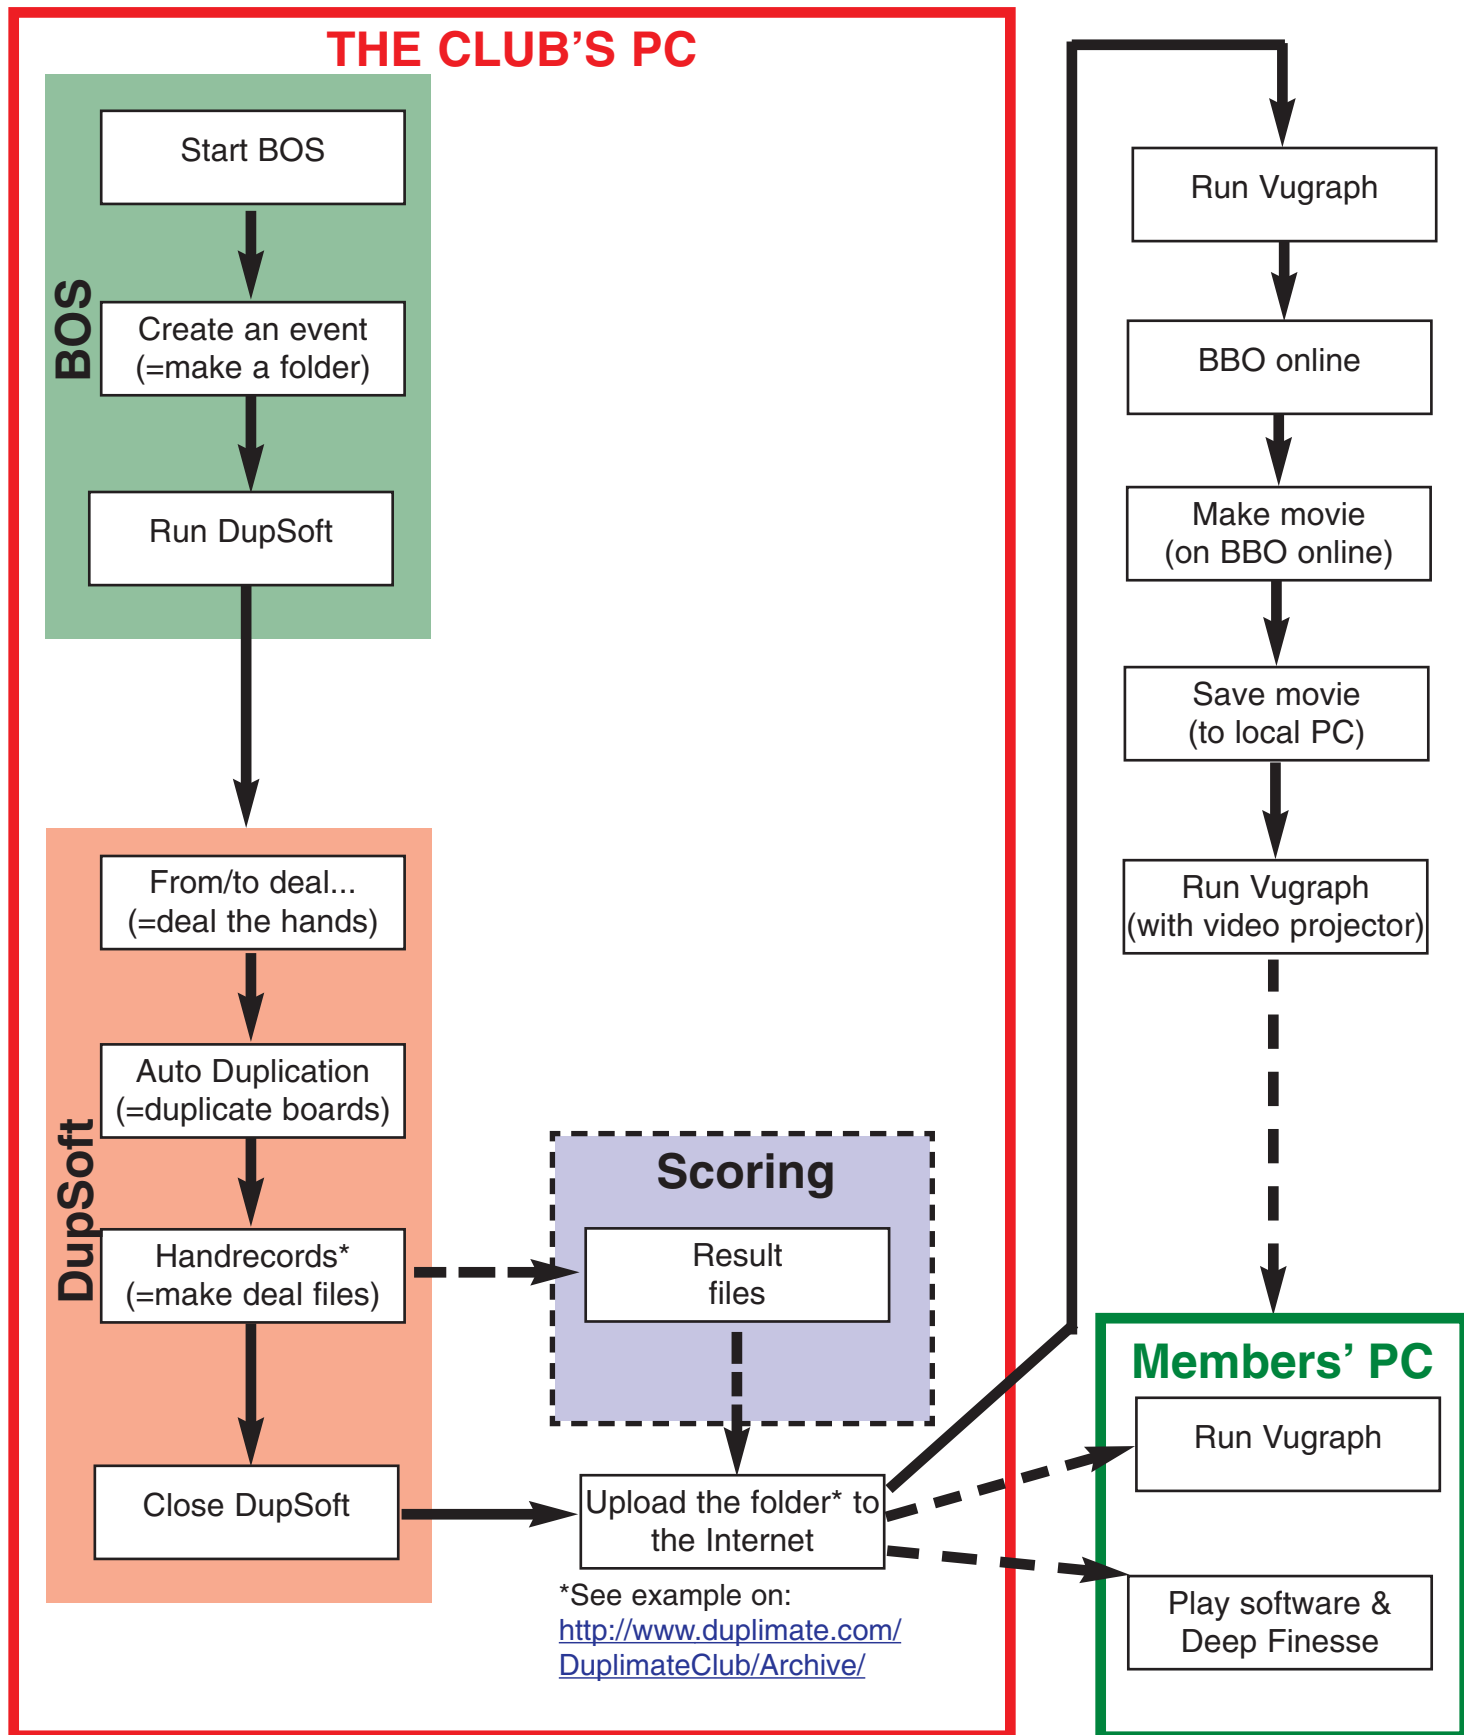 THE CLUB'S PC
BOS
Start BOS
Create an event
(=make a folder)
Run DupSoft
DupSoft
From/to deal...
(=deal the hands)
Auto Duplication
(=duplicate boards)
Handrecords*
(=make deal files)
Close DupSoft
Scoring
Result
files
Upload the folder* to
the Internet
*See example on:
http://www.duplimate.com/
DuplimateClub/Archive/
Run Vugraph
BBO online
Make movie
(on BBO online)
Save movie
(to local PC)
Run Vugraph
(with video projector)
Members' PC
Run Vugraph
Play software &
Deep Finesse